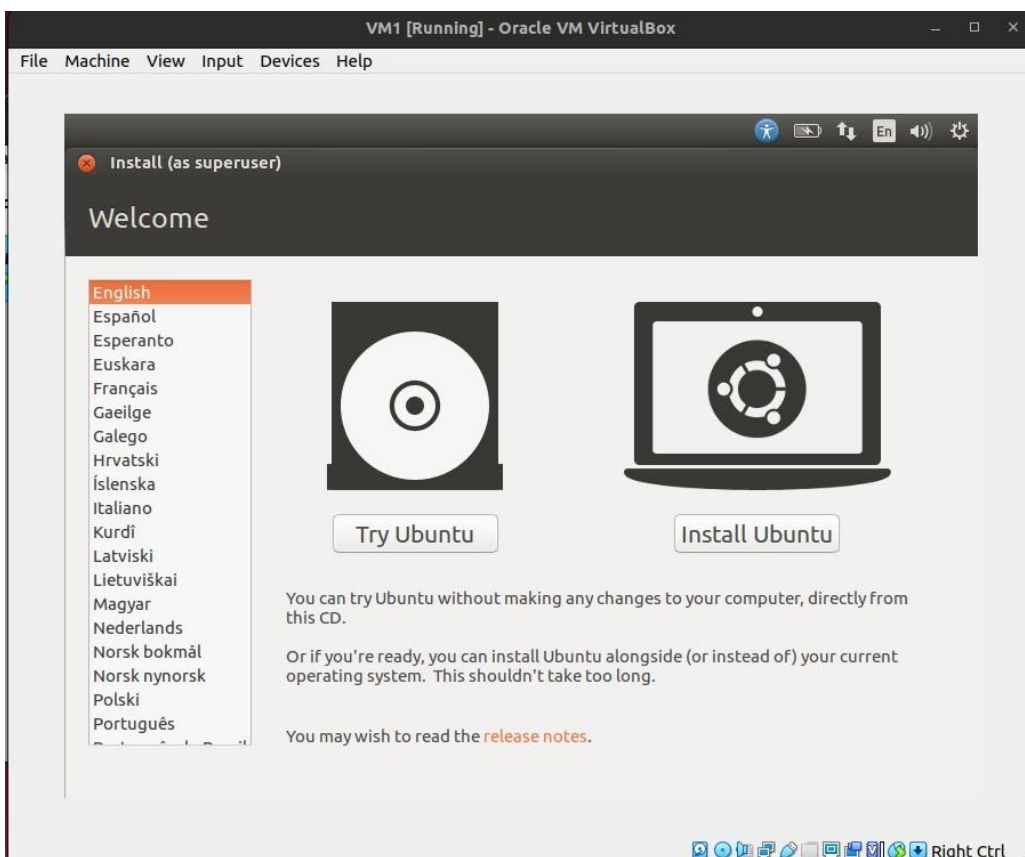 VM1 [Running] - Oracle VM VirtualBox
File Machine View Input Devices Help
En
Install (as superuser)
Welcome
English
Español
Esperanto
Euskara
Français
Gaeilge
Galego
Hrvatski
Íslenska
Italiano
Kurdî
Latviski
Lietuviškai
Magyar
Nederlands
Norsk bokmål
Norsk nynorsk
Polski
Português
Try Ubuntu
Install Ubuntu
You can try Ubuntu without making any changes to your computer, directly from
this CD.
Or if you're ready, you can install Ubuntu alongside (or instead of) your current
operating system. This shouldn't take too long.
You may wish to read the release notes.
Right Ctrl